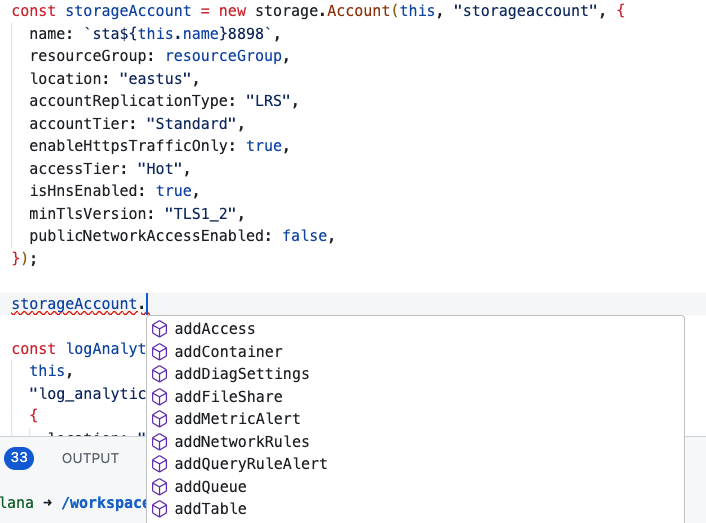 const storageAccount = new storage.Account(this, "storageaccount", {
name: `sta${this.name}8898`,
resourceGroup: resourceGroup,
location: "eastus",
accountReplicationType: "LRS",
accountTier: "Standard",
enableHttpsTrafficOnly: true,
accessTier: "Hot",
isHnsEnabled: true,
minTlsVersion: "TLS1_2",
publicNetworkAccessEnabled: false,
});
storageAccount.
addAccess
addContainer
addDiagSettings
addFileShare
addMetricAlert
addNetworkRules
addQueryRuleAlert
addQueue
addTable
const logAnalyt
this,
"log_analytic
{
33 OUTPUT
lana → /workspace